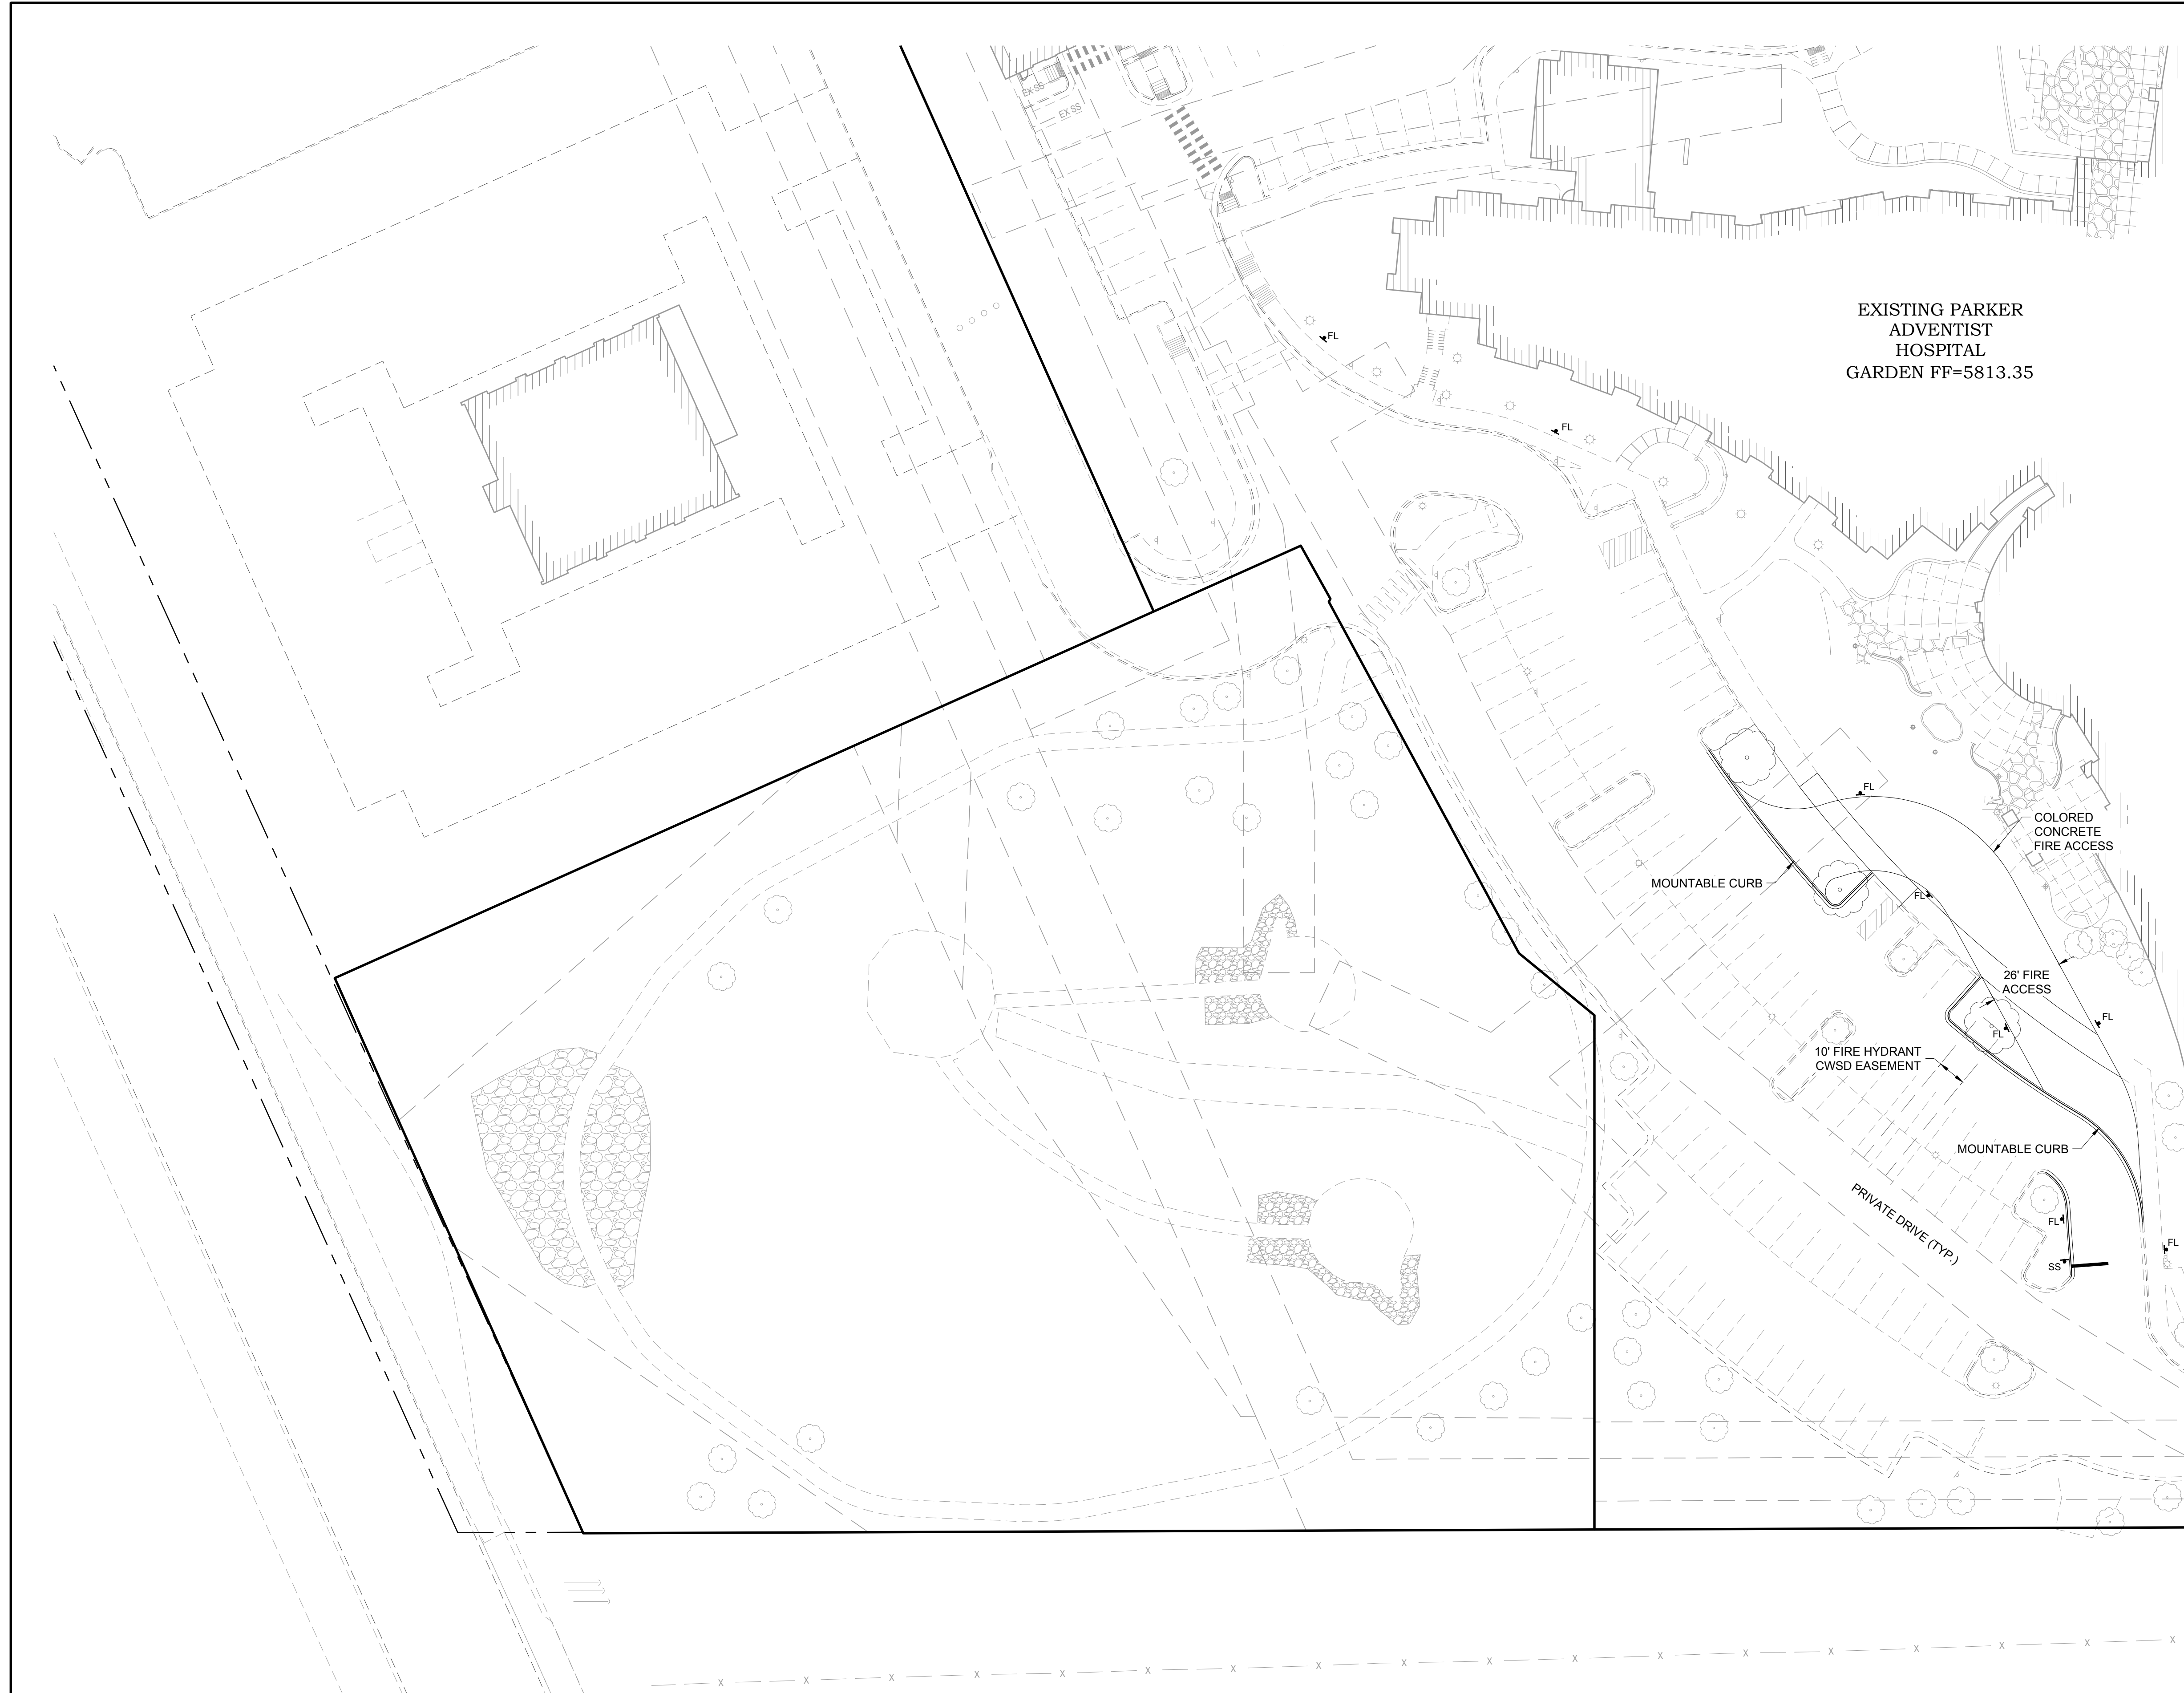 EX SS
EX SS
FL
EXISTING PARKER
ADVENTIST
HOSPITAL
GARDEN FF=5813.35
FL
FL
COLORED
CONCRETE
FIRE ACCESS
MOUNTABLE CURB
FL
26' FIRE
ACCESS
FL
FL
10' FIRE HYDRANT
CWSD EASEMENT
MOUNTABLE CURB
PRIVATE DRIVE (TYP.)
FL
FL
SS
X X X X X X X X X X X X X X X X X X